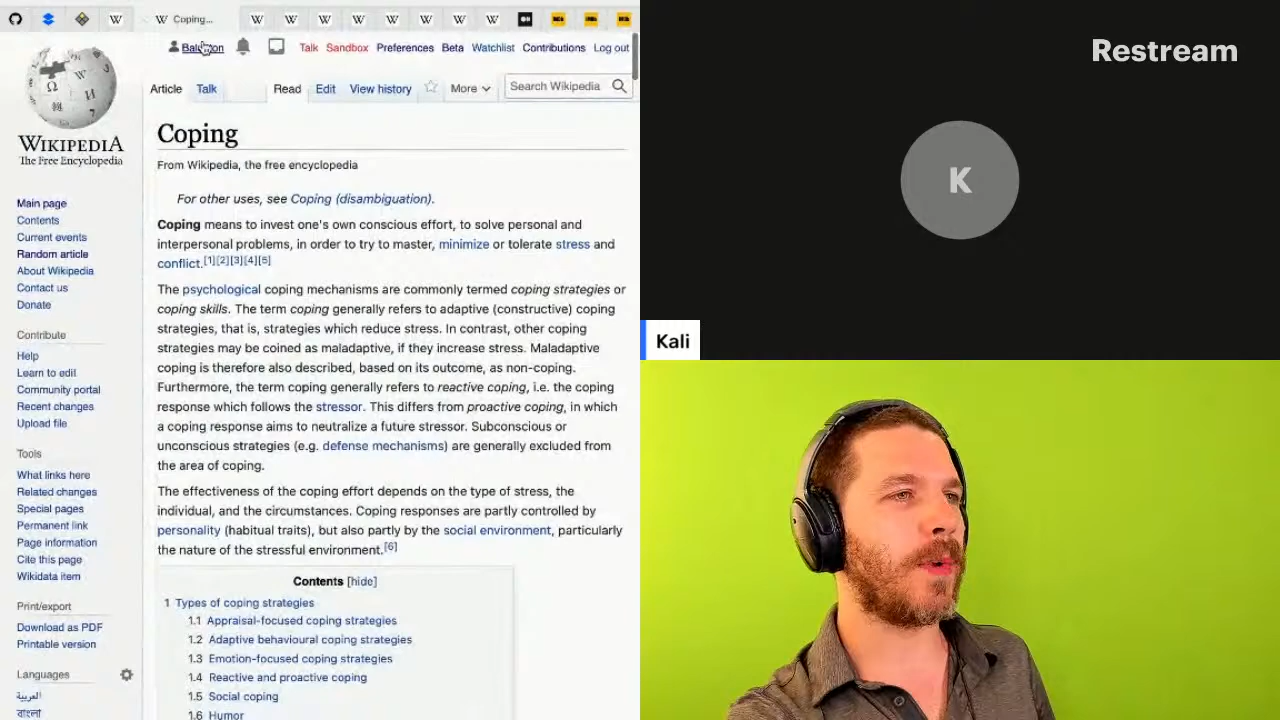 Coping...
Talk Sandbox Preferences Beta Watchlist Contributions Log out
Article Talk Read Edit View history More Search Wikipedia
WIKIPEDIA
The Free Encyclopedia
Coping
From Wikipedia, the free encyclopedia
For other uses, see Coping (disambiguation).
Coping means to invest one's own conscious effort, to solve personal and
interpersonal problems, in order to try to master, minimize or tolerate stress and
conflict.[1][2][3][4][5]
The psychological coping mechanisms are commonly termed coping strategies or
coping skills. The term coping generally refers to adaptive (constructive) coping
strategies, that is, strategies which reduce stress. In contrast, other coping
strategies may be coined as maladaptive, if they increase stress. Maladaptive
coping is therefore also described, based on its outcome, as non-coping.
Furthermore, the term coping generally refers to reactive coping, i.e. the coping
response which follows the stressor. This differs from proactive coping, in which
a coping response aims to neutralize a future stressor. Subconscious or
unconscious strategies (e.g. defense mechanisms) are generally excluded from
the area of coping.
The effectiveness of the coping effort depends on the type of stress, the
individual, and the circumstances. Coping responses are partly controlled by
personality (habitual traits), but also partly by the social environment, particularly
the nature of the stressful environment.[6]
Contents [hide]
1 Types of coping strategies
1.1 Appraisal-focused coping strategies
1.2 Adaptive behavioural coping strategies
1.3 Emotion-focused coping strategies
1.4 Reactive and proactive coping
1.5 Social coping
1.6 Humor
Main page
Contents
Current events
Random article
About Wikipedia
Contact us
Donate
Contribute
Help
Learn to edit
Community portal
Recent changes
Upload file
Tools
What links here
Related changes
Special pages
Permanent link
Page information
Cite this page
Wikidata item
Print/export
Download as PDF
Printable version
Languages
العربية
বাংলা
Restream
K
Kali